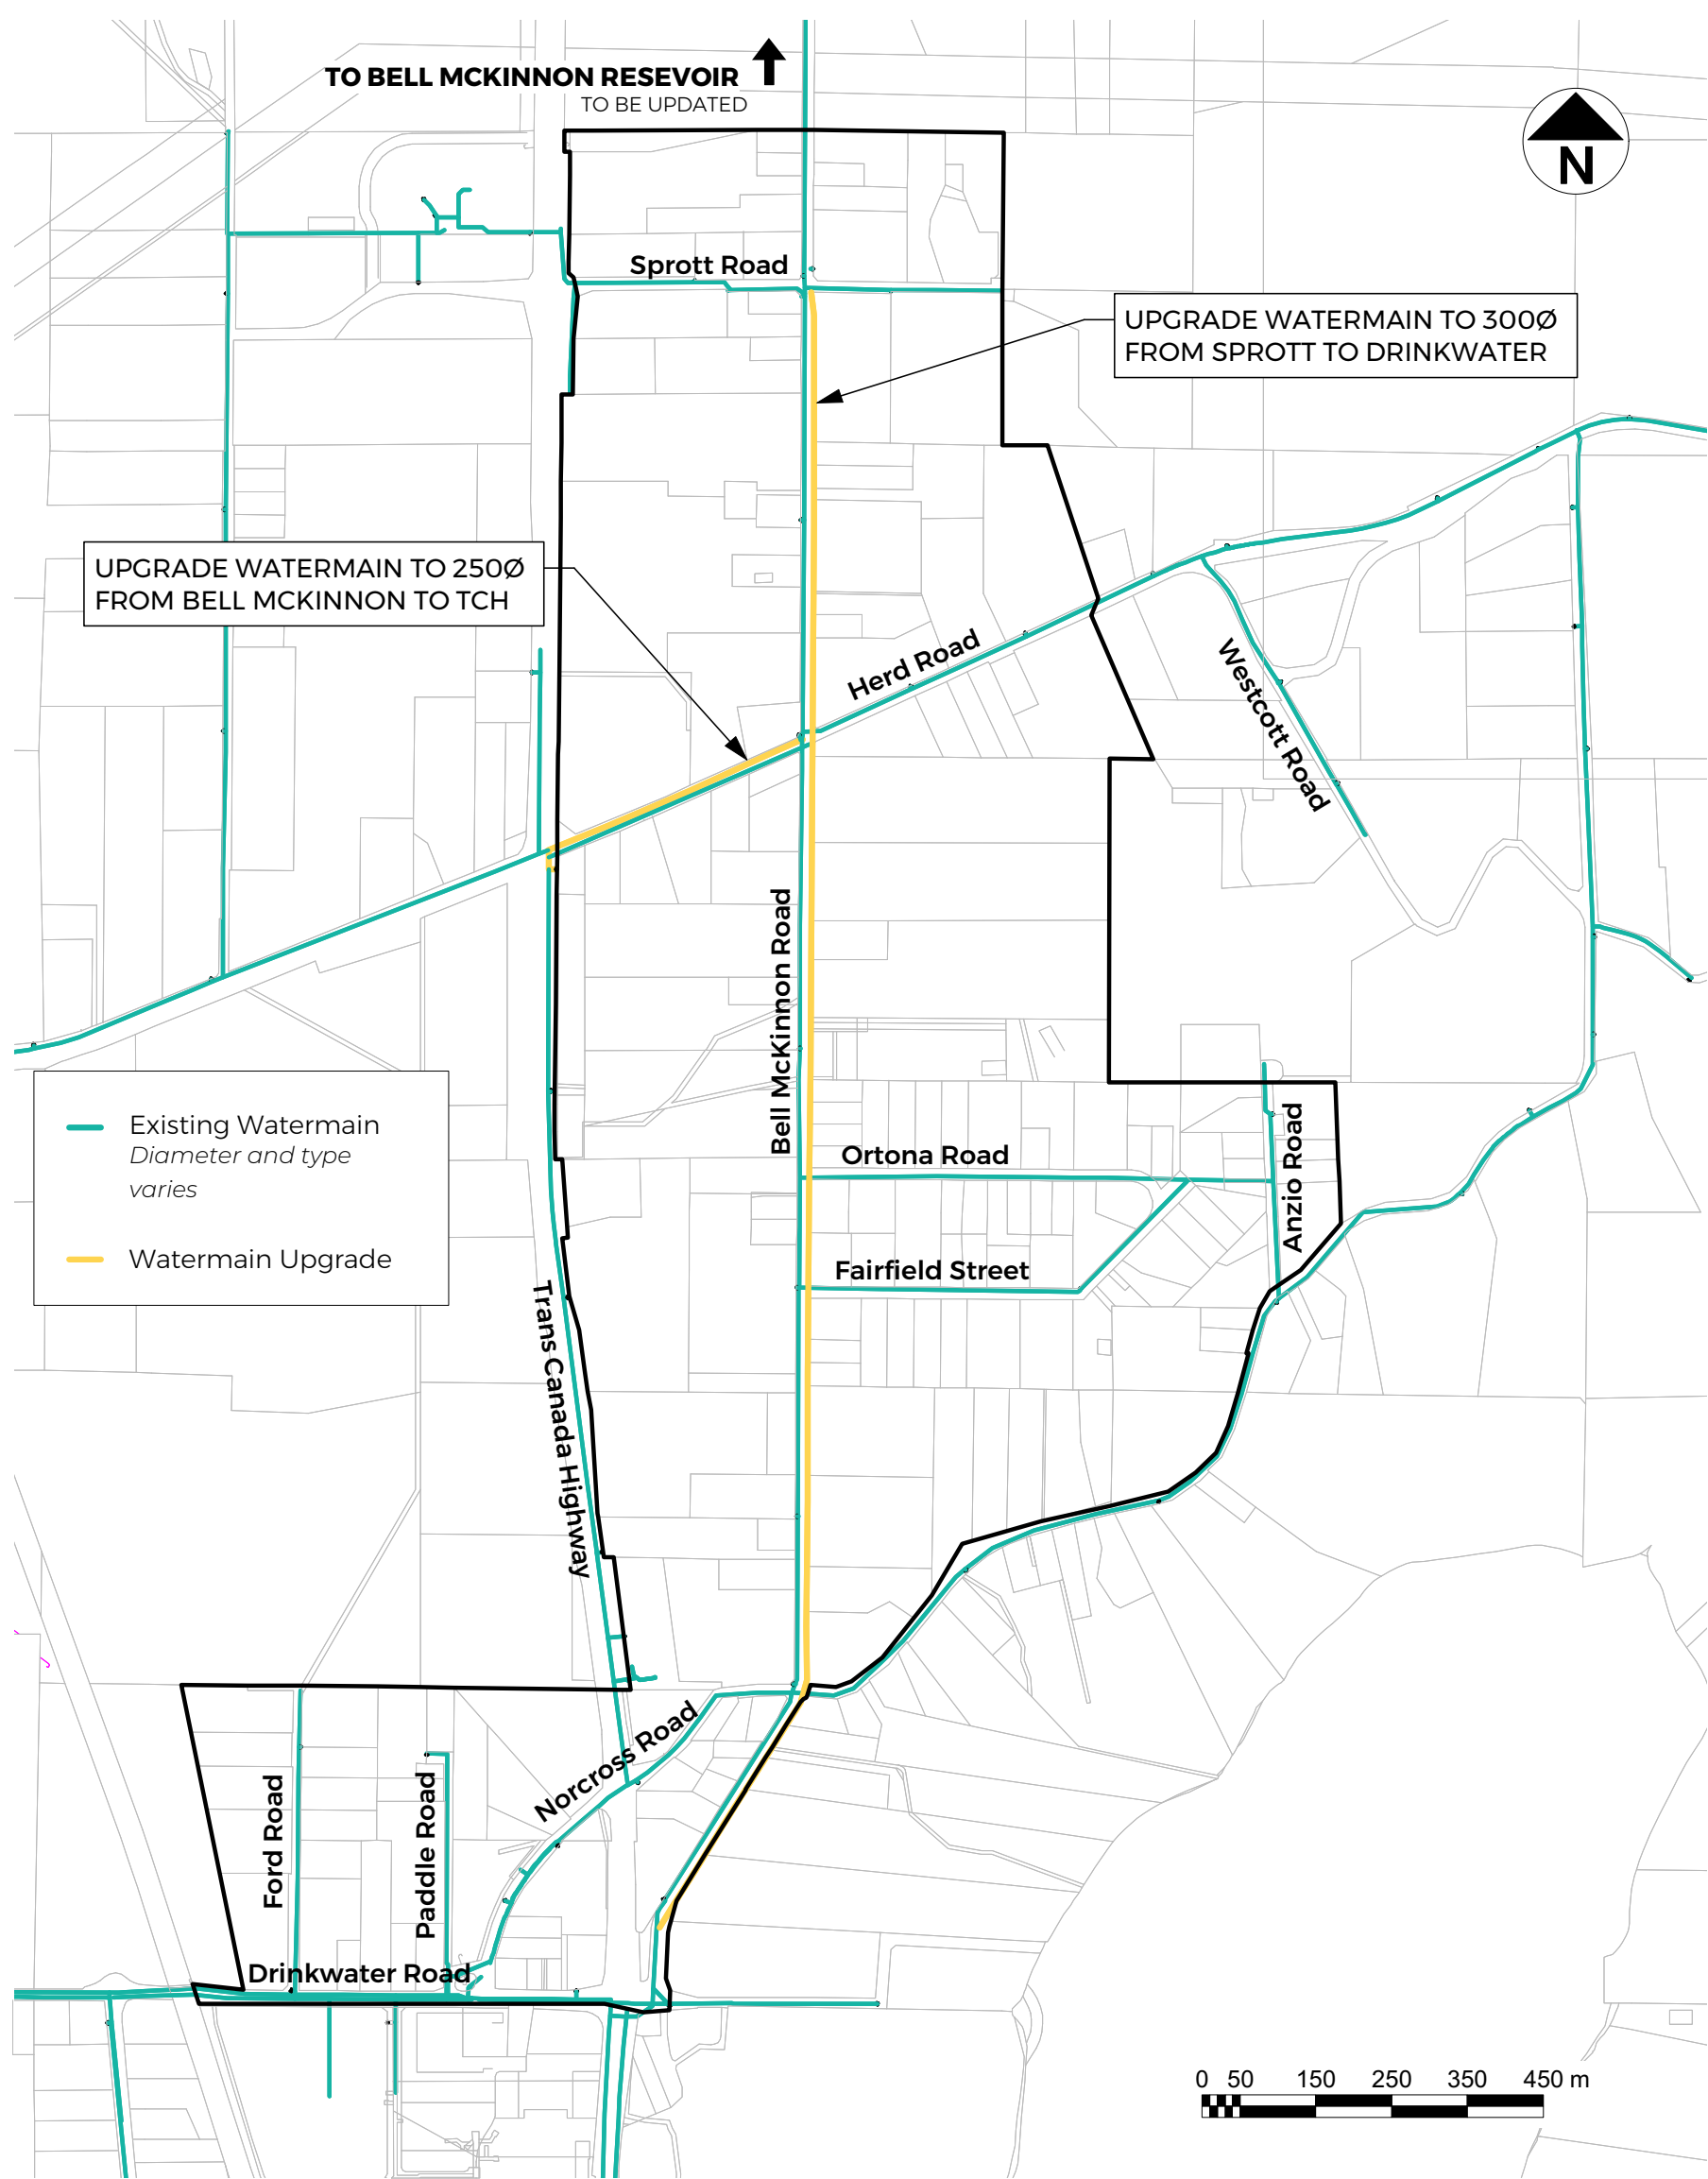 TO BELL MCKINNON RESEVOIR
TO BE UPDATED
N
Sprott Road
UPGRADE WATERMAIN TO 300Ø
FROM SPROTT TO DRINKWATER
UPGRADE WATERMAIN TO 250Ø
FROM BELL MCKINNON TO TCH
Herd Road
Westcott Road
Bell McKinnon Road
Existing Watermain
Diameter and type
varies
Watermain Upgrade
Ortona Road
Anzio Road
Fairfield Street
Trans Canada Highway
Norcross Road
Ford Road
Paddle Road
Drinkwater Road
0 50 150 250 350 450 m